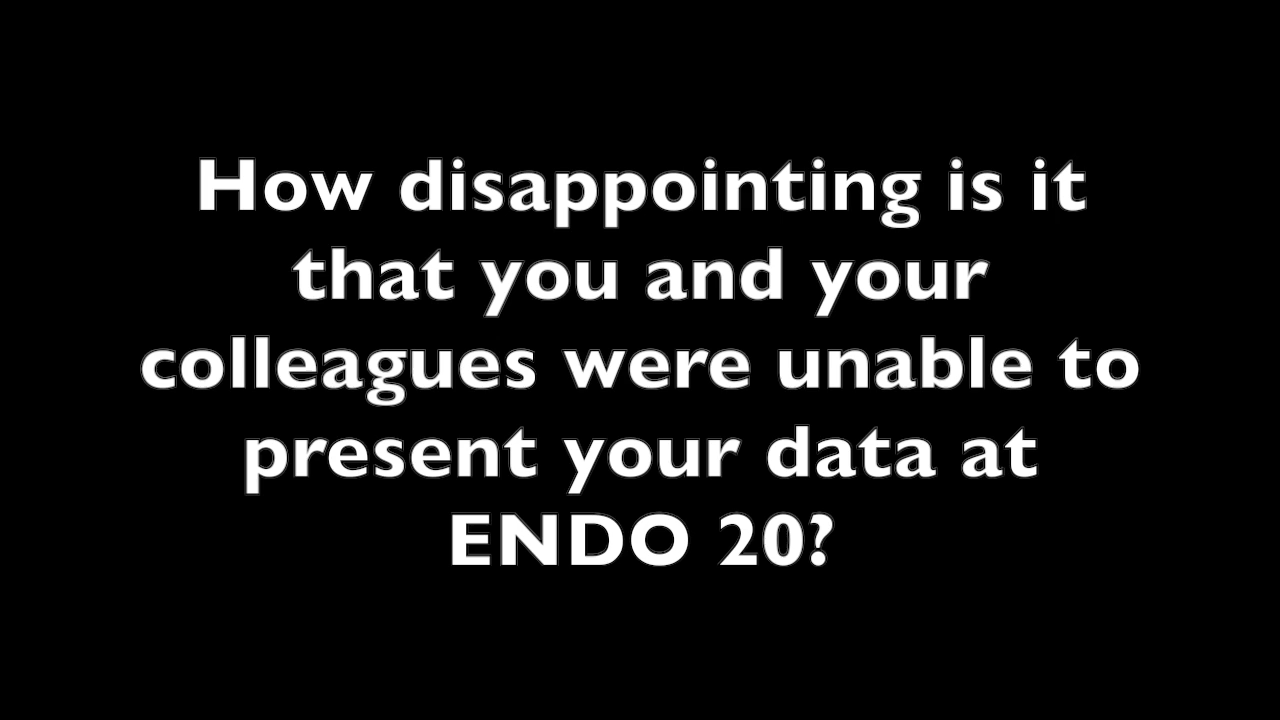 How disappointing is it
that you and your
colleagues were unable to
present your data at
ENDO 20?